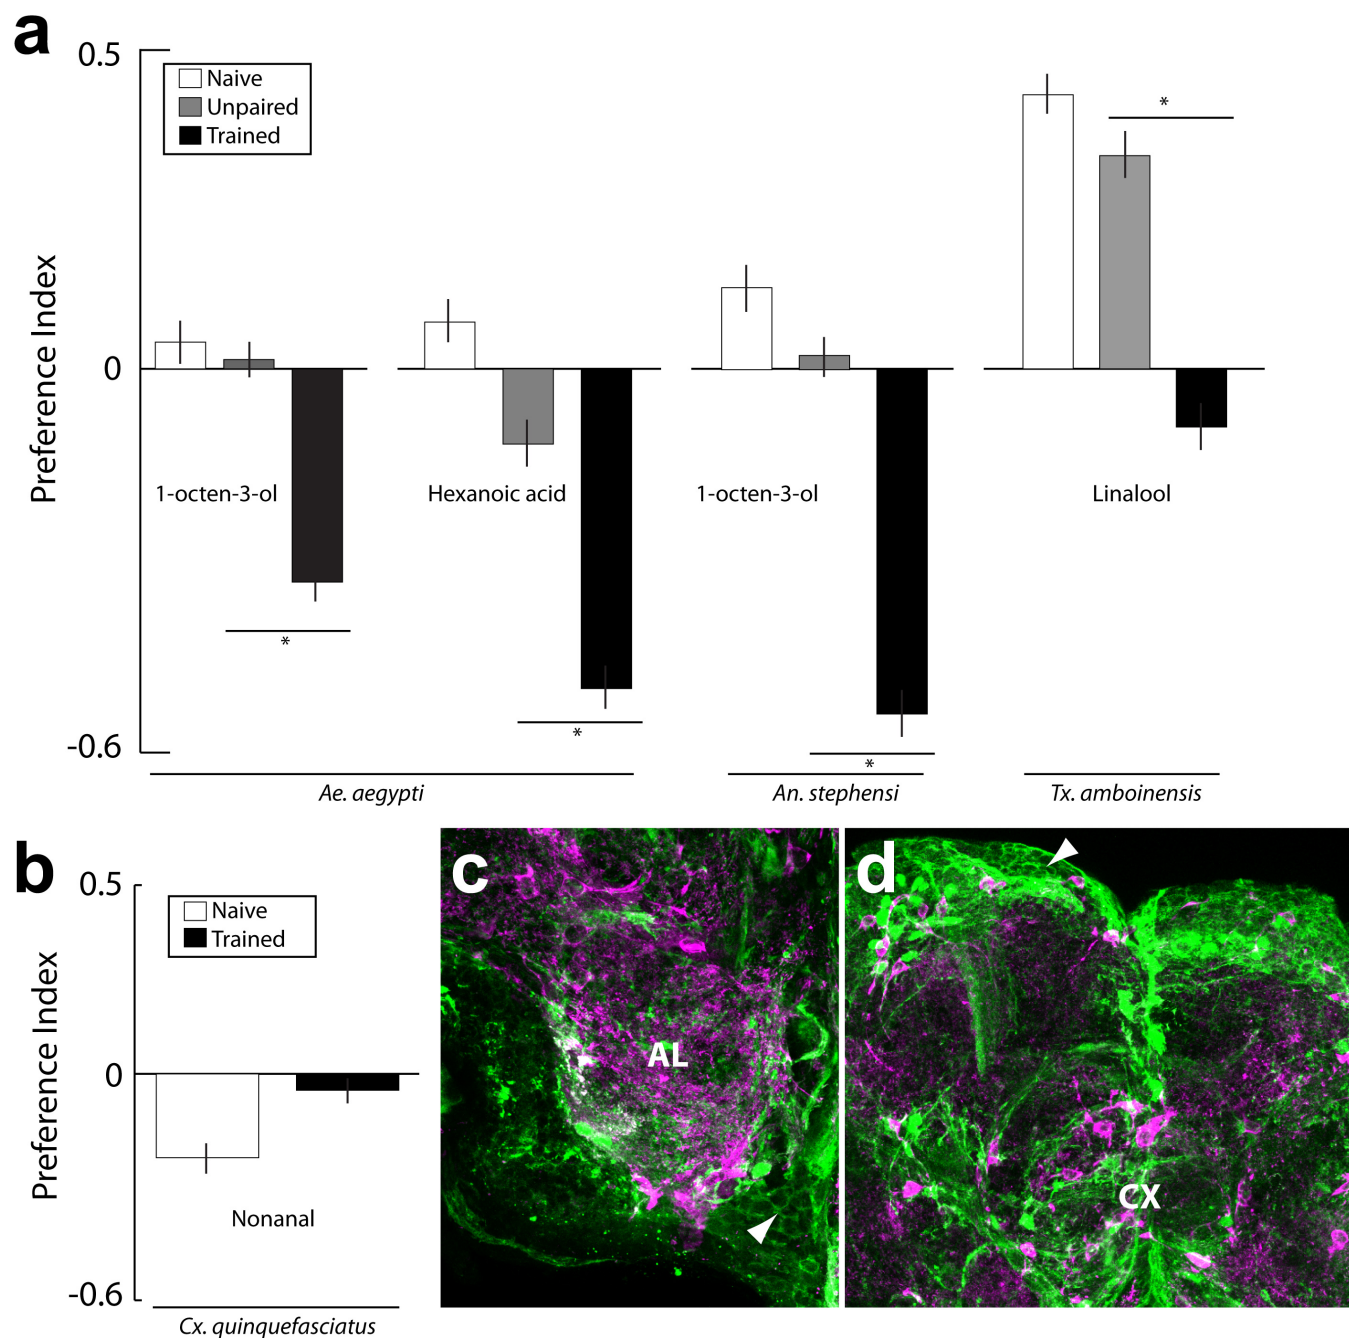 a
0.5
Naive
Unpaired
Trained
*
Preference Index
0
1-octen-3-ol
Hexanoic acid
1-octen-3-ol
Linalool
*
*
*
-0.6
Ae. aegypti
An. stephensi
Tx. amboinensis
b
0.5
Naive
Trained
Preference Index
0
Nonanal
-0.6
Cx. quinquefasciatus
c
AL
d
CX